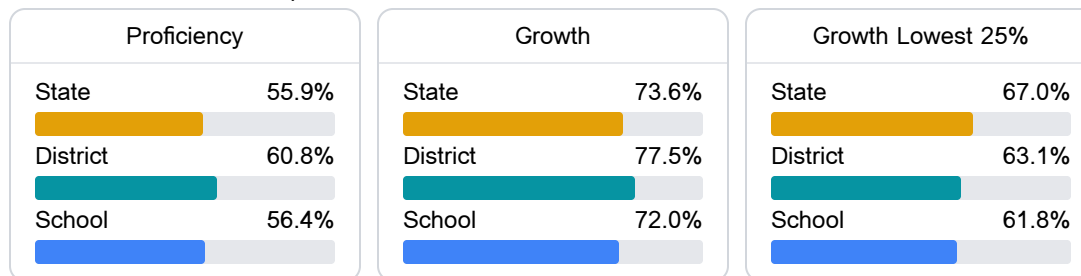 Proficiency
State 55.9%
District 60.8%
School 56.4%
Growth
State 73.6%
District 77.5%
School 72.0%
Growth Lowest 25%
State 67.0%
District 63.1%
School 61.8%